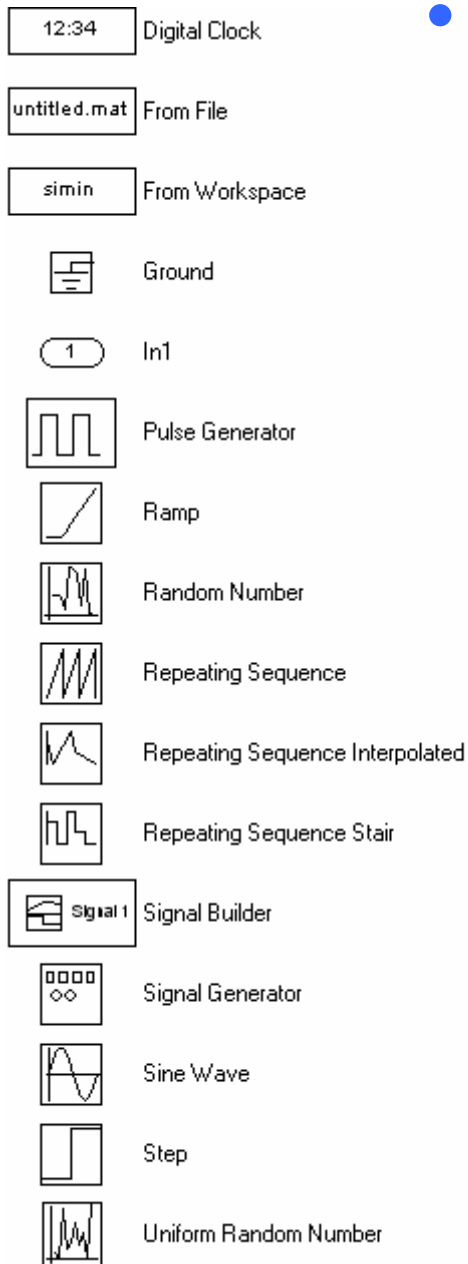 12:34 Digital Clock
untitled.mat From File
simin From Workspace
Ground
1 In1
Pulse Generator
Ramp
Random Number
Repeating Sequence
Repeating Sequence Interpolated
Repeating Sequence Stair
Signal 1 Signal Builder
Signal Generator
Sine Wave
Step
Uniform Random Number